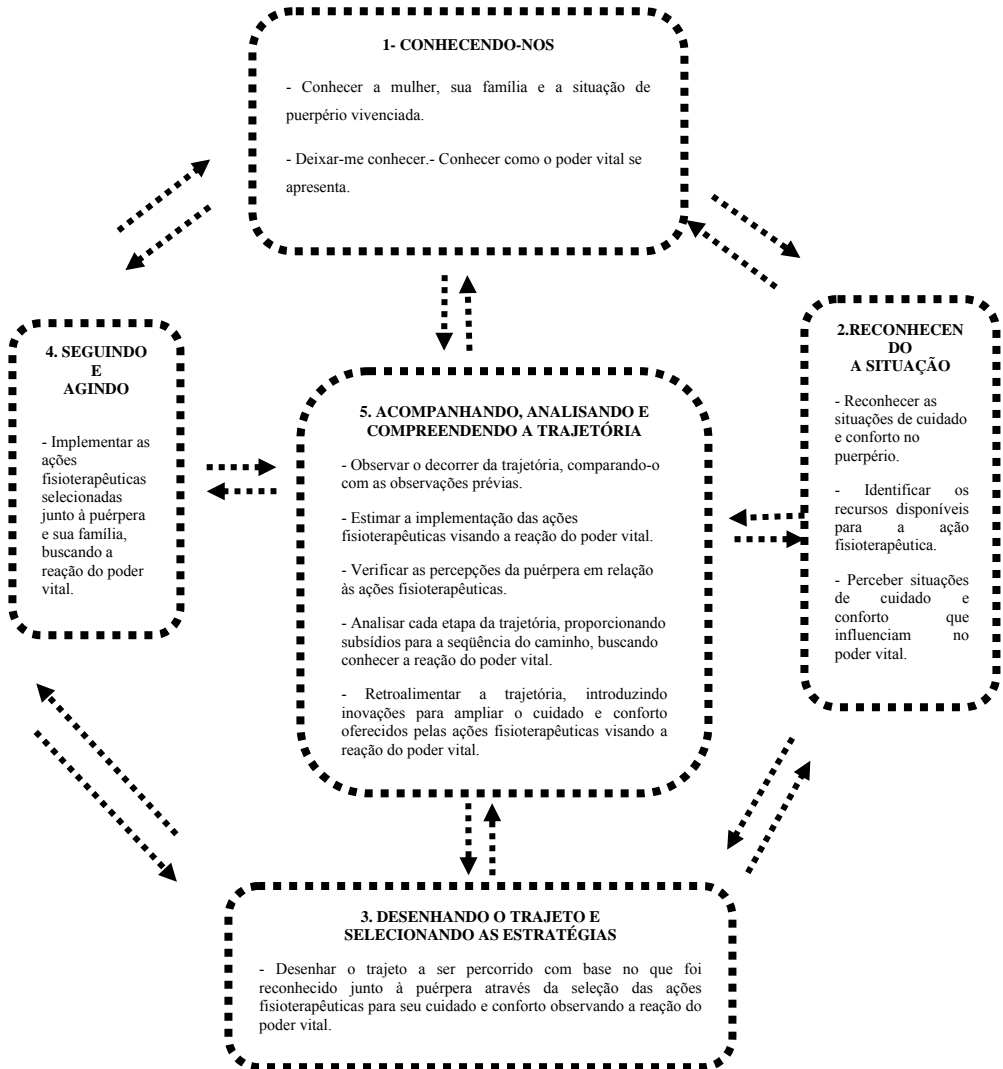 1- CONHECENDO-NOS
- Conhecer a mulher, sua família e a situação de
puerpério vivenciada.
- Deixar-me conhecer.- Conhecer como o poder vital se
apresenta.
2.RECONHECEN
DO
A SITUAÇÃO
- Reconhecer as
situações de cuidado
e conforto no
puerpério.
- Identificar os
recursos disponíveis
para a ação
fisioterapêutica.
- Perceber situações
de cuidado e
conforto que
influenciam no
poder vital.
3. DESENHANDO O TRAJETO E
SELECIONANDO AS ESTRATÉGIAS
- Desenhar o trajeto a ser percorrido com base no que foi
reconhecido junto à puérpera através da seleção das ações
fisioterapêuticas para seu cuidado e conforto observando a reação do
poder vital.
4. SEGUINDO
E
AGINDO
- Implementar as
ações
fisioterapêuticas
selecionadas
junto à puérpera
e sua família,
buscando a
reação do poder
vital.
5. ACOMPANHANDO, ANALISANDO E
COMPREENDENDO A TRAJETÓRIA
- Observar o decorrer da trajetória, comparando-o
com as observações prévias.
- Estimar a implementação das ações
fisioterapêuticas visando a reação do poder vital.
- Verificar as percepções da puérpera em relação
às ações fisioterapêuticas.
- Analisar cada etapa da trajetória, proporcionando
subsídios para a seqüência do caminho, buscando
conhecer a reação do poder vital.
- Retroalimentar a trajetória, introduzindo
inovações para ampliar o cuidado e conforto
oferecidos pelas ações fisioterapêuticas visando a
reação do poder vital.